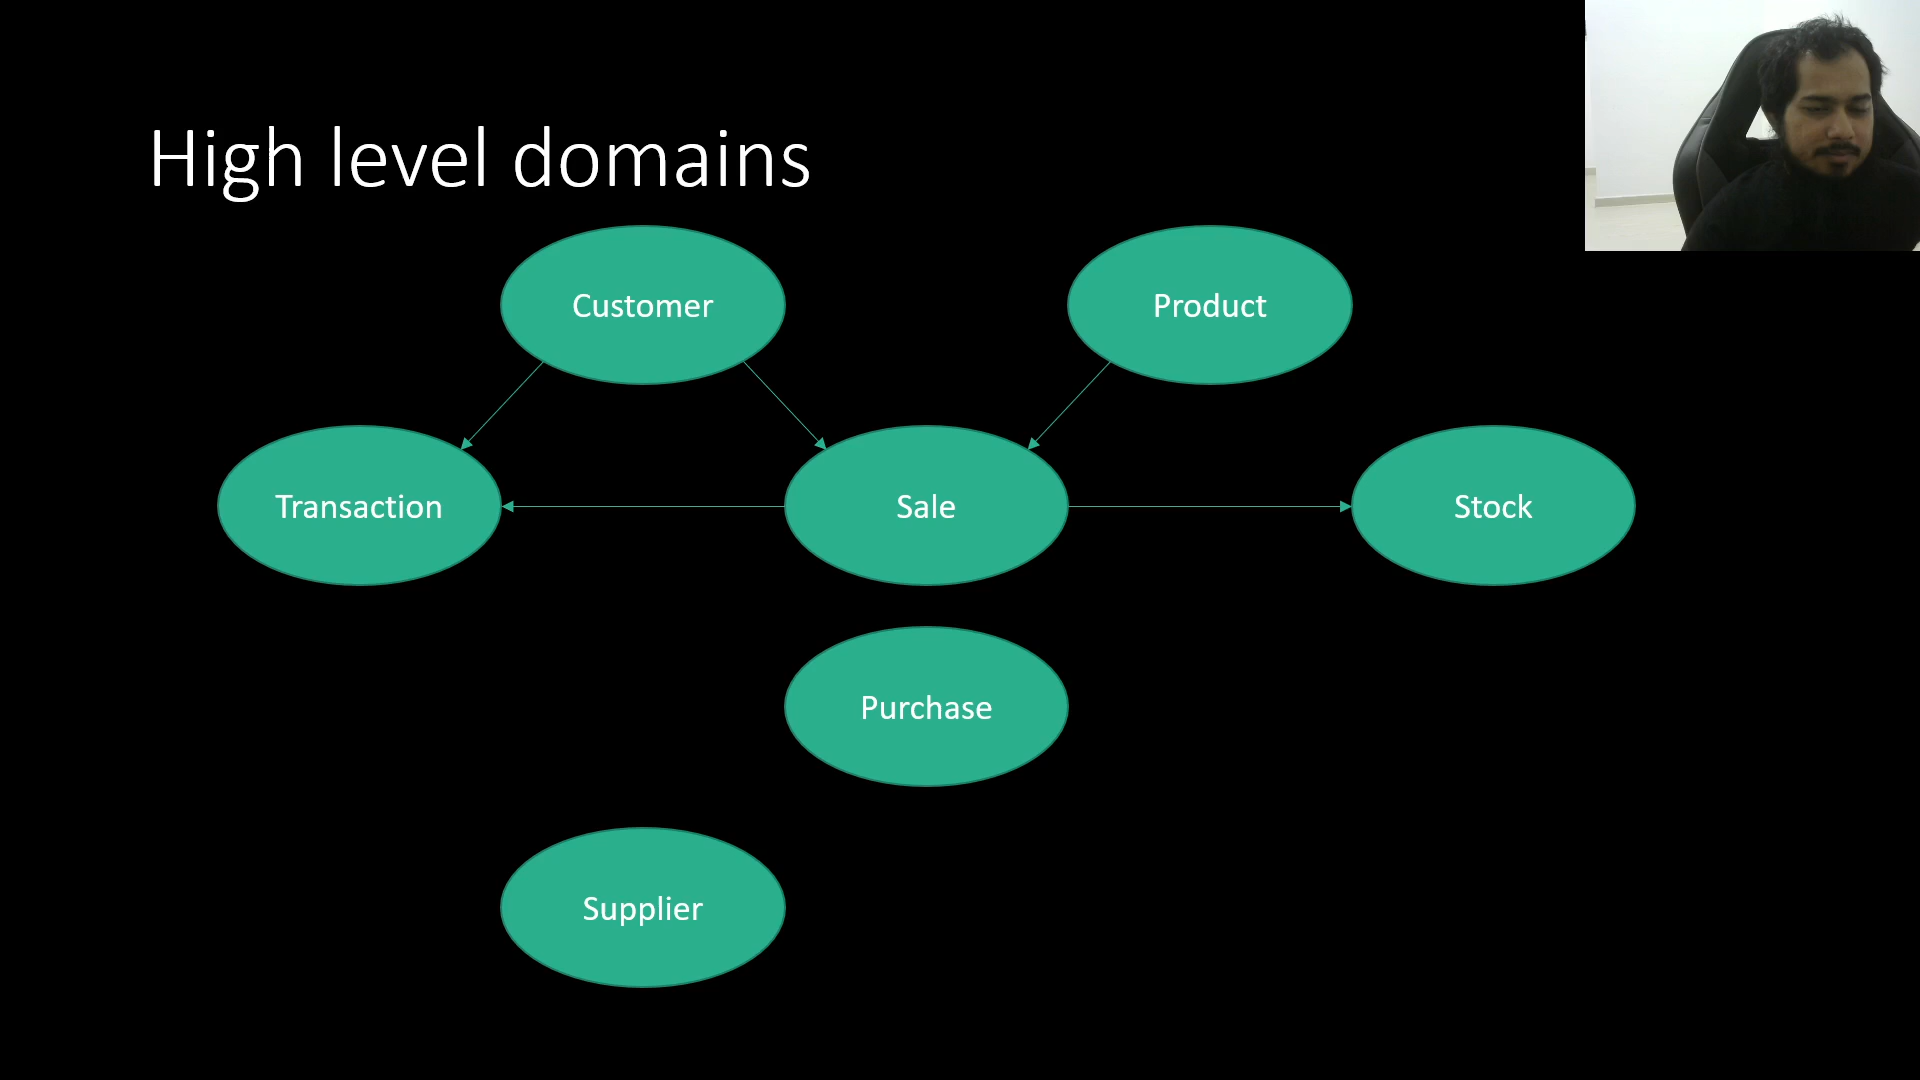 High level domains
Customer
Product
Transaction
Sale
Stock
Purchase
Supplier